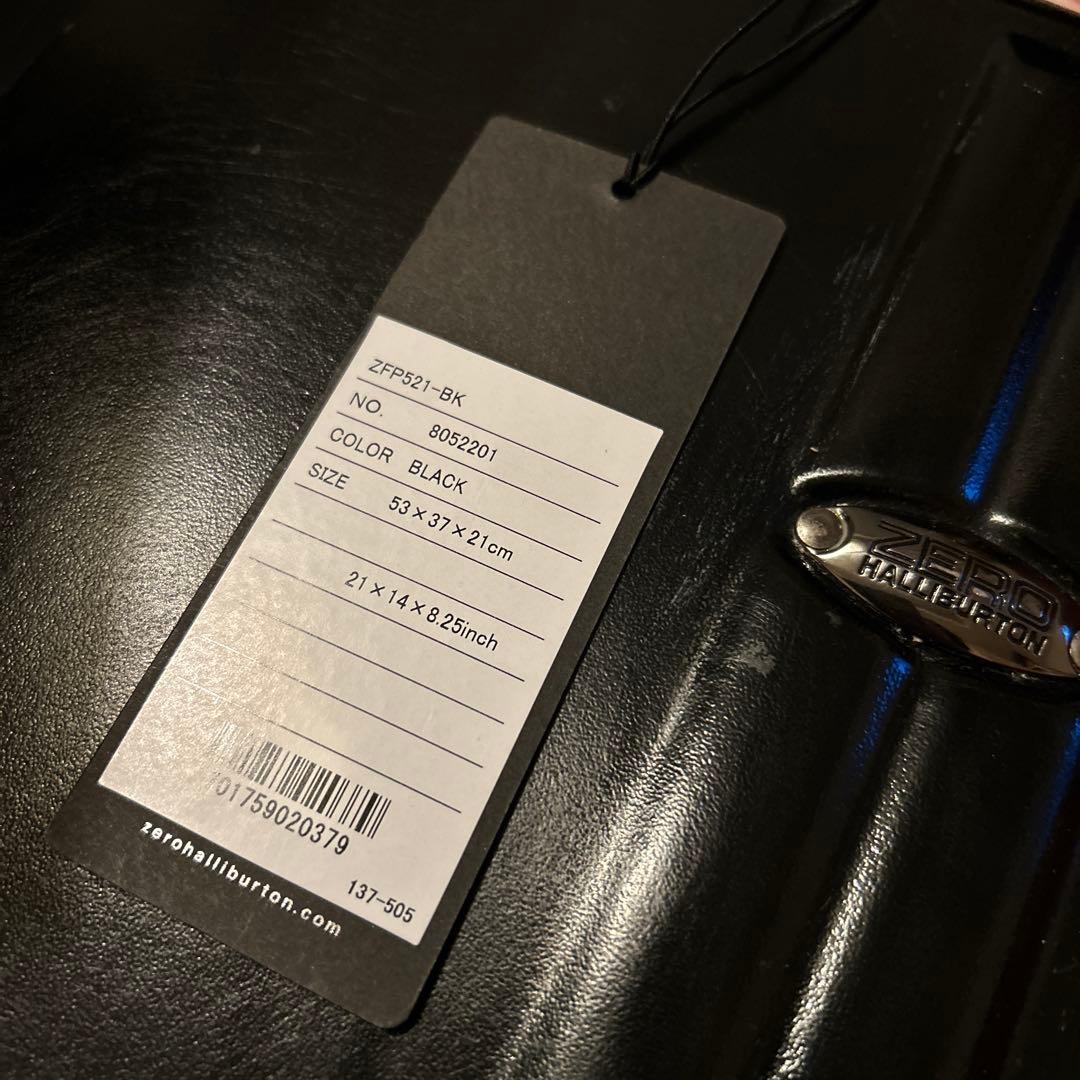 ZFP521-BK
NO. 8052201
COLOR BLACK
SIZE 53×37×21cm
21×14×8.25inch
01759020379
137-505
zerohalliburton.com
ZERO
HALLIBURTON